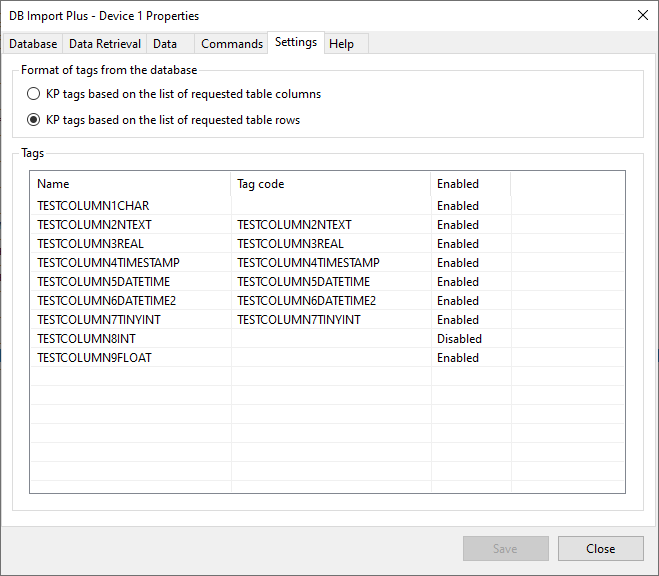 DB Import Plus - Device 1 Properties
Database Data Retrieval Data Commands Settings Help
Format of tags from the database
KP tags based on the list of requested table columns
KP tags based on the list of requested table rows
Tags
Name Tag code Enabled
TESTCOLUMN1CHAR Enabled
TESTCOLUMN2NTEXT TESTCOLUMN2NTEXT Enabled
TESTCOLUMN3REAL TESTCOLUMN3REAL Enabled
TESTCOLUMN4TIMESTAMP TESTCOLUMN4TIMESTAMP Enabled
TESTCOLUMN5DATETIME TESTCOLUMN5DATETIME Enabled
TESTCOLUMN6DATETIME2 TESTCOLUMN6DATETIME2 Enabled
TESTCOLUMN7TINYINT TESTCOLUMN7TINYINT Enabled
TESTCOLUMN8INT Disabled
TESTCOLUMN9FLOAT Enabled
Save Close